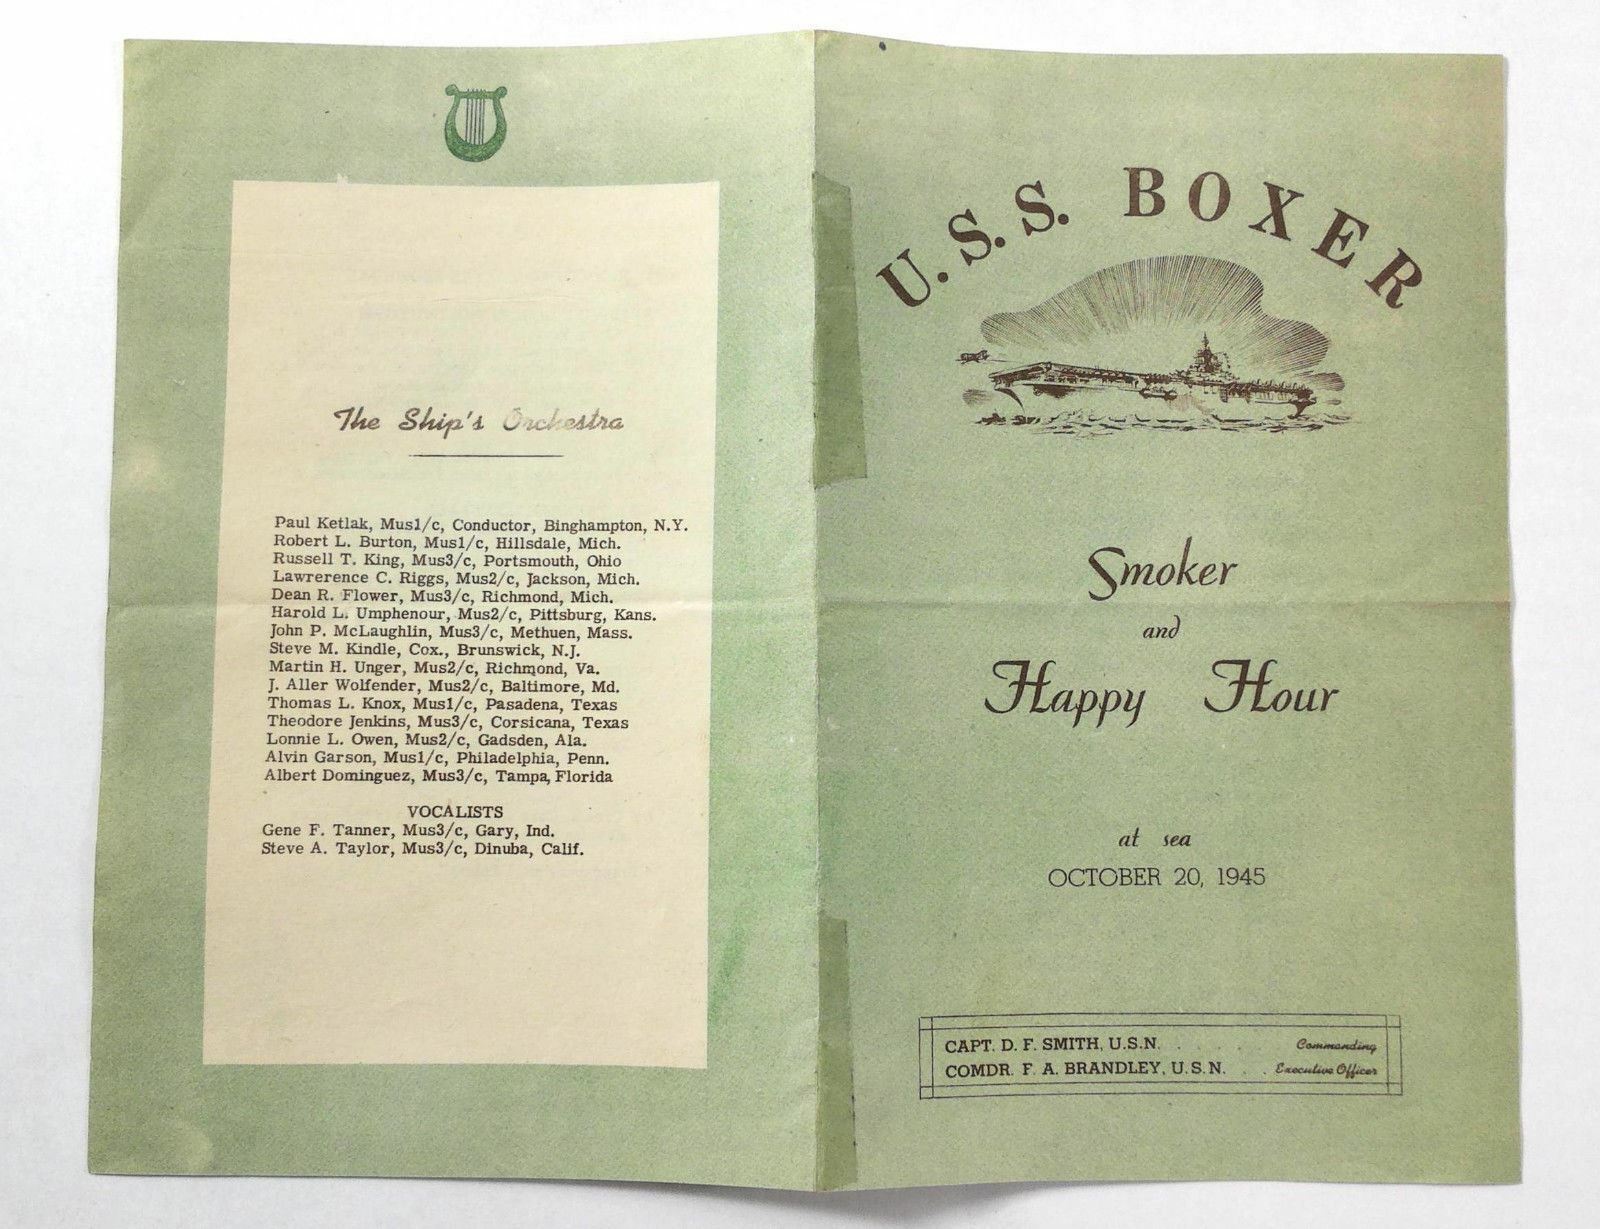 The Ship's Orchestra
Paul Ketlak, Mus1/c, Conductor, Binghampton, N.Y.
Robert L. Burton, Mus1/c, Hillsdale, Mich.
Russell T. King, Mus3/c, Portsmouth, Ohio
Lawrerence C. Riggs, Mus2/c, Jackson, Mich.
Dean R. Flower, Mus3/c, Richmond, Mich.
Harold L. Umphenour, Mus2/c, Pittsburg, Kans.
John P. McLaughlin, Mus3/c, Methuen, Mass.
Steve M. Kindle, Cox., Brunswick, N.J.
Martin H. Unger, Mus2/c, Richmond, Va.
J. Aller Wolfender, Mus2/c, Baltimore, Md.
Thomas L. Knox, Mus1/c, Pasadena, Texas
Theodore Jenkins, Mus3/c, Corsicana, Texas
Lonnie L. Owen, Mus2/c, Gadsden, Ala.
Alvin Garson, Mus1/c, Philadelphia, Penn.
Albert Dominguez, Mus3/c, Tampa, Florida
VOCALISTS
Gene F. Tanner, Mus3/c, Gary, Ind.
Steve A. Taylor, Mus3/c, Dinuba, Calif.
U.S.S. BOXER
Smoker
and
Happy Hour
at sea
OCTOBER 20, 1945
CAPT. D. F. SMITH, U.S.N. . . . . . . Commanding
COMDR. F. A. BRANDLEY, U.S.N. . . . Executive Officer